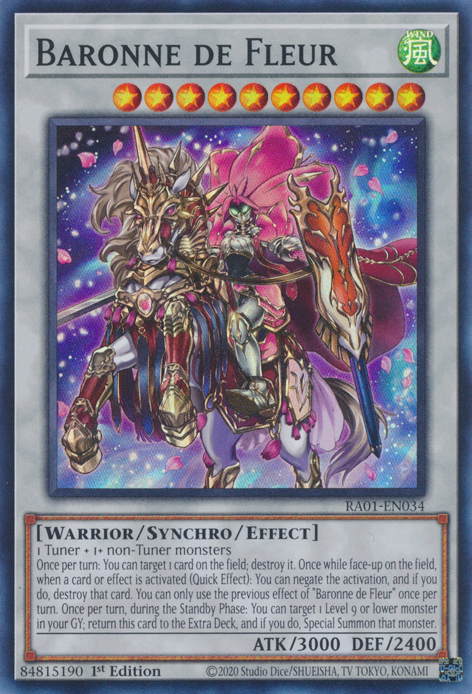 BARONNE DE FLEUR
WIND
風
RA01-EN034
[WARRIOR/SYNCHRO/EFFECT]
1 Tuner + 1+ non-Tuner monsters
Once per turn: You can target 1 card on the field; destroy it. Once while face-up on the field,
when a card or effect is activated (Quick Effect): You can negate the activation, and if you
do, destroy that card. You can only use the previous effect of "Baronne de Fleur" once per
turn. Once per turn, during the Standby Phase: You can target 1 Level 9 or lower monster
in your GY; return this card to the Extra Deck, and if you do, Special Summon that monster.
ATK/3000 DEF/2400
84815190 1st Edition ©2020 Studio Dice/SHUEISHA, TV TOKYO, KONAMI